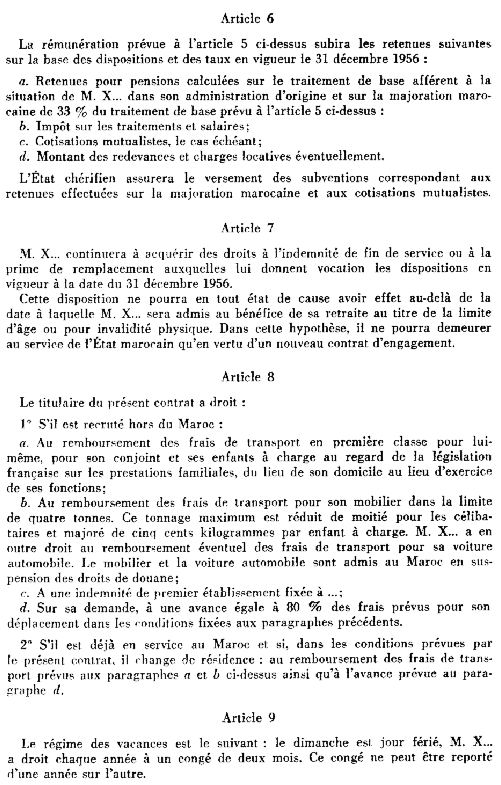 Article 6
La rémunération prévue à l'article 5 ci-dessus subira les retenues suivantes
sur la base des dispositions et des taux en vigueur le 31 décembre 1956 :
a. Retenues pour pensions calculées sur le traitement de base afférent à la
situation de M. X... dans son administration d'origine et sur la majoration maro-
caine de 33 % du traitement de base prévu à l'article 5 ci-dessus :
b. Impôt sur les traitements et salaires;
c. Cotisations mutualistes, le cas échéant;
d. Montant des redevances et charges locatives éventuellement.
L'État chérifien assurera le versement des subventions correspondant aux
retenues effectuées sur la majoration marocaine et aux cotisations mutualistes.
Article 7
M. X... continuera à acquérir des droits à l'indemnité de fin de service ou à la
prime de remplacement auxquelles lui donnent vocation les dispositions en
vigueur à la date du 31 décembre 1956.
Cette disposition ne pourra en tout état de cause avoir effet au-delà de la
date à laquelle M. X... sera admis au bénéfice de sa retraite au titre de la limite
d'âge ou pour invalidité physique. Dans cette hypothèse, il ne pourra demeurer
au service de l'État marocain qu'en vertu d'un nouveau contrat d'engagement.
Article 8
Le titulaire du présent contrat a droit :
1° S'il est recruté hors du Maroc :
a. Au remboursement des frais de transport en première classe pour lui-
même, pour son conjoint et ses enfants à charge au regard de la législation
française sur les prestations familiales, du lieu de son domicile au lieu d'exercice
de ses fonctions;
b. Au remboursement des frais de transport pour son mobilier dans la limite
de quatre tonnes. Ce tonnage maximum est réduit de moitié pour les céliba-
taires et majoré de cinq cents kilogrammes par enfant à charge. M. X... a en
outre droit au remboursement éventuel des frais de transport pour sa voiture
automobile. Le mobilier et la voiture automobile sont admis au Maroc en sus-
pension des droits de douane;
c. A une indemnité de premier établissement fixée à ...;
d. Sur sa demande, à une avance égale à 80 % des frais prévus pour son
déplacement dans les conditions fixées aux paragraphes précédents.
2° S'il est déjà en service au Maroc et si, dans les conditions prévues par
le présent contrat, il change de résidence : au remboursement des frais de trans-
port prévus aux paragraphes a et b ci-dessus ainsi qu'à l'avance prévue au para-
graphe d.
Article 9
Le régime des vacances est le suivant : le dimanche est jour férié, M. X...
a droit chaque année à un congé de deux mois. Ce congé ne peut être reporté
d'une année sur l'autre.